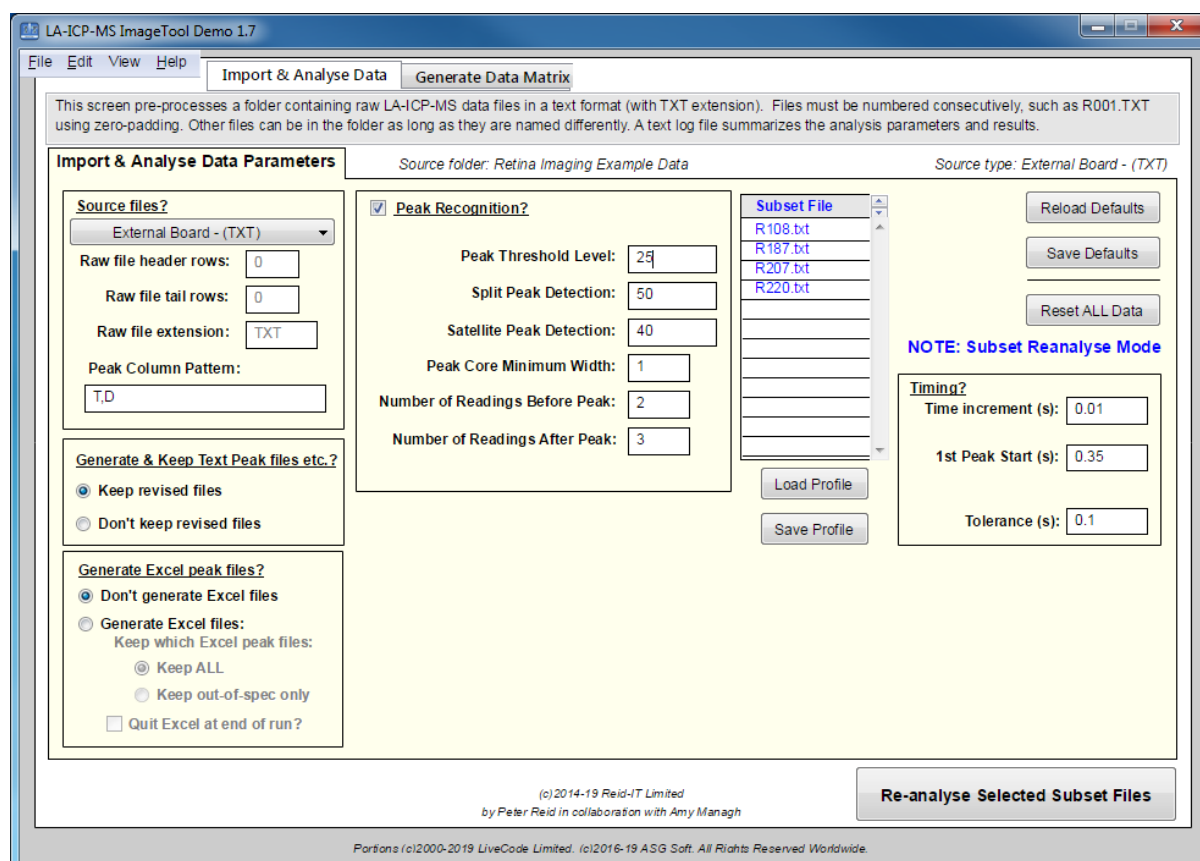 LA-ICP-MS ImageTool Demo 1.7
File Edit View Help
Import & Analyse Data
Generate Data Matrix
This screen pre-processes a folder containing raw LA-ICP-MS data files in a text format (with TXT extension). Files must be numbered consecutively, such as R001.TXT
using zero-padding. Other files can be in the folder as long as they are named differently. A text log file summarizes the analysis parameters and results.
Import & Analyse Data Parameters
Source folder: Retina Imaging Example Data
Source type: External Board - (TXT)
Source files?
External Board - (TXT)
Raw file header rows: 0
Raw file tail rows: 0
Raw file extension: TXT
Peak Column Pattern:
T,D
Generate & Keep Text Peak files etc.?
Keep revised files
Don't keep revised files
Generate Excel peak files?
Don't generate Excel files
Generate Excel files:
Keep which Excel peak files:
Keep ALL
Keep out-of-spec only
Quit Excel at end of run?
Peak Recognition?
Peak Threshold Level: 25
Split Peak Detection: 50
Satellite Peak Detection: 40
Peak Core Minimum Width: 1
Number of Readings Before Peak: 2
Number of Readings After Peak: 3
Subset File
R108.txt
R187.txt
R207.txt
R220.txt
Load Profile
Save Profile
Reload Defaults
Save Defaults
Reset ALL Data
NOTE: Subset Reanalyse Mode
Timing?
Time increment (s): 0.01
1st Peak Start (s): 0.35
Tolerance (s): 0.1
(c)2014-19 Reid-IT Limited
by Peter Reid in collaboration with Amy Managh
Re-analyse Selected Subset Files
Portions (c)2000-2019 LiveCode Limited. (c)2016-19 ASG Soft. All Rights Reserved Worldwide.